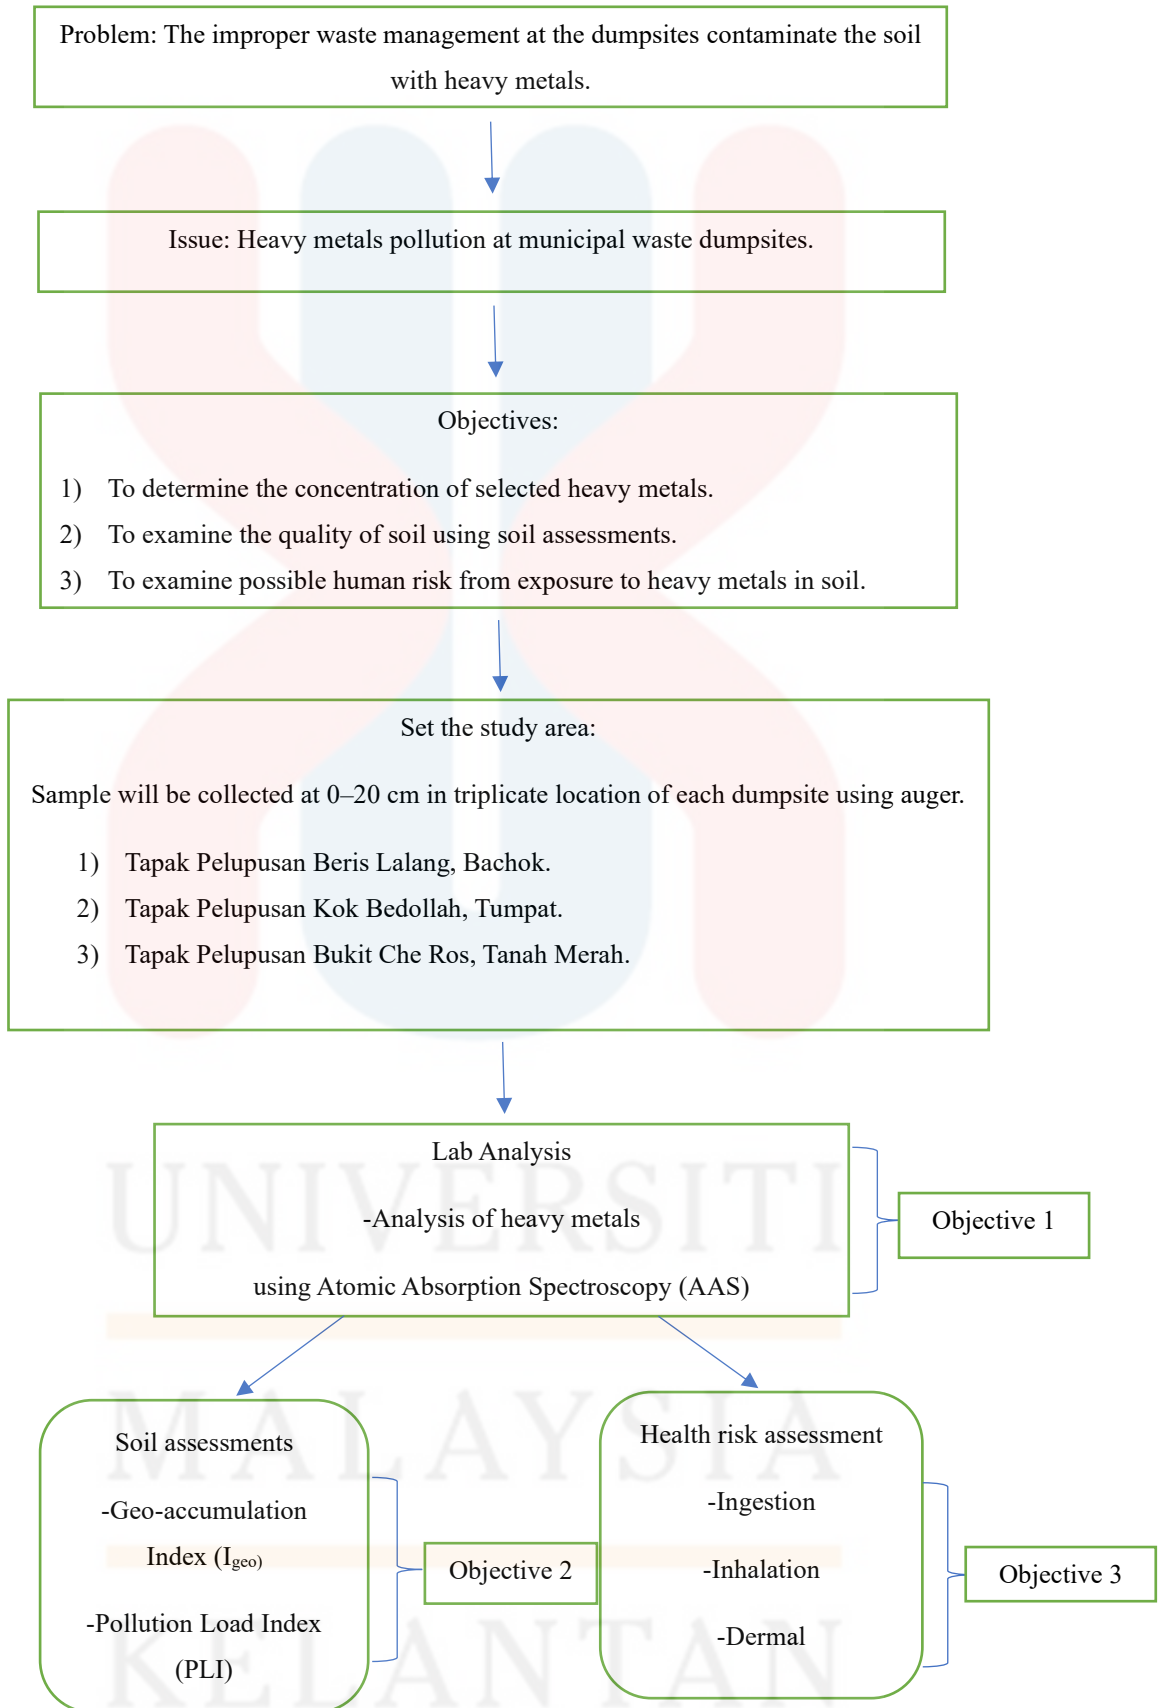 Problem: The improper waste management at the dumpsites contaminate the soil
with heavy metals.
Issue: Heavy metals pollution at municipal waste dumpsites.
Objectives:
1) To determine the concentration of selected heavy metals.
2) To examine the quality of soil using soil assessments.
3) To examine possible human risk from exposure to heavy metals in soil.
Set the study area:
Sample will be collected at 0–20 cm in triplicate location of each dumpsite using auger.
1) Tapak Pelupusan Beris Lalang, Bachok.
2) Tapak Pelupusan Kok Bedollah, Tumpat.
3) Tapak Pelupusan Bukit Che Ros, Tanah Merah.
Lab Analysis
-Analysis of heavy metals
using Atomic Absorption Spectroscopy (AAS)
Objective 1
Soil assessments
-Geo-accumulation
Index (Igeo)
-Pollution Load Index
(PLI)
Objective 2
Health risk assessment
-Ingestion
-Inhalation
-Dermal
Objective 3
UNIVERSITI
MALAYSIA
KELANTAN